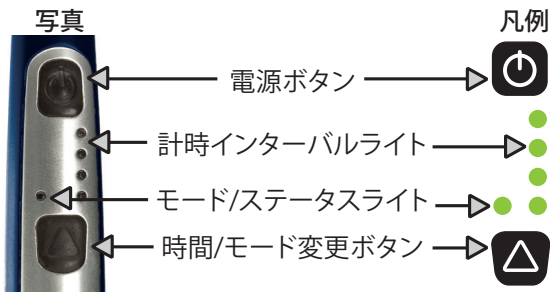 写真 凡例
電源ボタン
計時インターバルライト
モード/ステータスライト
時間/モード変更ボタン